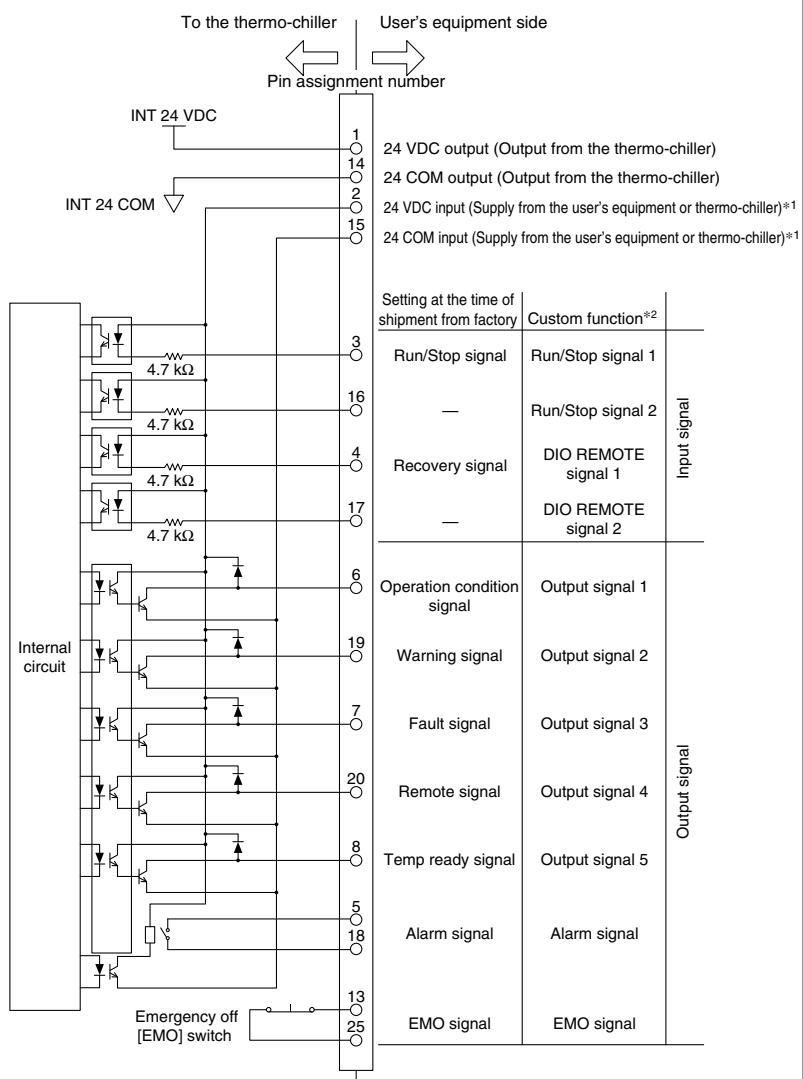 To the thermo-chiller
User's equipment side
Pin assignment number
INT 24 VDC
1
24 VDC output (Output from the thermo-chiller)
14
24 COM output (Output from the thermo-chiller)
INT 24 COM
2
24 VDC input (Supply from the user's equipment or thermo-chiller)*1
15
24 COM input (Supply from the user's equipment or thermo-chiller)*1
Setting at the time of
shipment from factory
Custom function*2
4.7 kΩ
3
Run/Stop signal
Run/Stop signal 1
4.7 kΩ
16
—
Run/Stop signal 2
4.7 kΩ
4
Recovery signal
DIO REMOTE
signal 1
4.7 kΩ
17
—
DIO REMOTE
signal 2
Input signal
6
Operation condition
signal
Output signal 1
Internal
circuit
19
Warning signal
Output signal 2
7
Fault signal
Output signal 3
20
Remote signal
Output signal 4
8
Temp ready signal
Output signal 5
Output signal
5
18
Alarm signal
Alarm signal
Emergency off
[EMO] switch
13
25
EMO signal
EMO signal